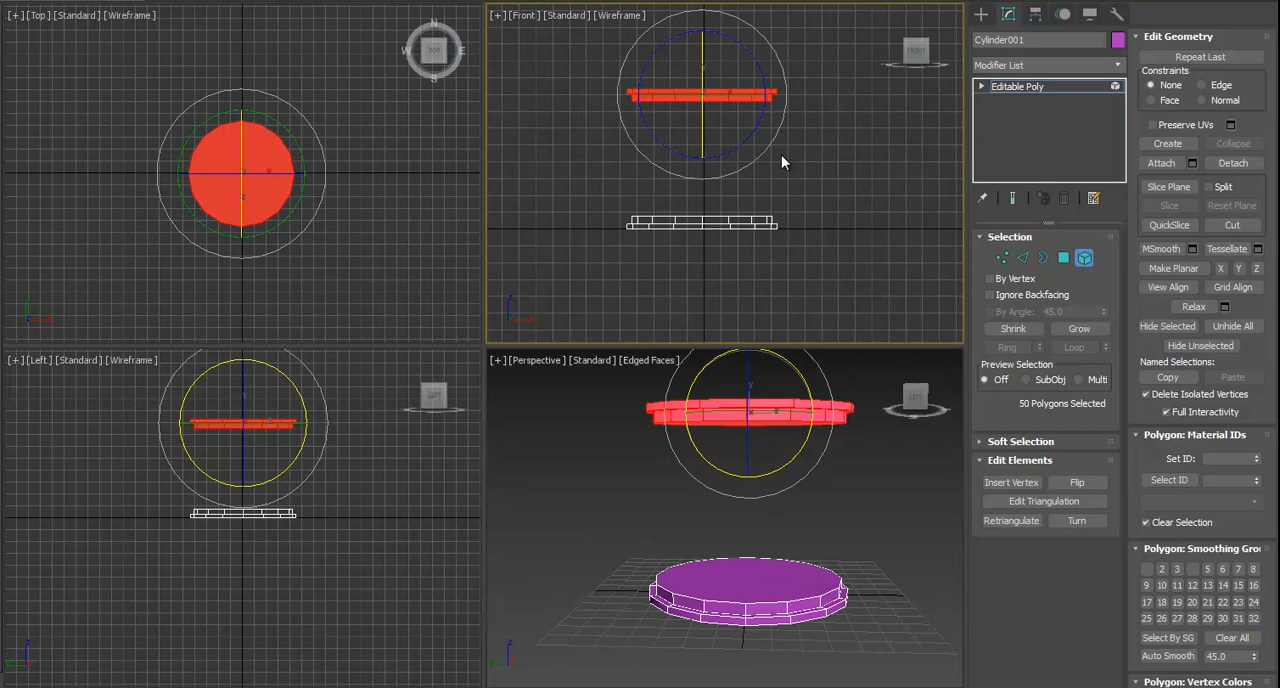 [+] [Top] [Standard] [Wireframe]
N
W TOP E
S
[+] [Front] [Standard] [Wireframe]
FRONT
[+] [Left] [Standard] [Wireframe]
LEFT
[+] [Perspective] [Standard] [Edged Faces]
LEFT
Cylinder001
Modifier List
Editable Poly
Selection
By Vertex
Ignore Backfacing
By Angle: 45.0
Shrink Grow
Ring Loop
Preview Selection
Off SubObj Multi
50 Polygons Selected
Soft Selection
Edit Elements
Insert Vertex Flip
Edit Triangulation
Retriangulate Turn
Edit Geometry
Repeat Last
Constraints
None Edge
Face Normal
Preserve UVs
Create Collapse
Attach Detach
Slice Plane Split
Slice Reset Plane
QuickSlice Cut
MSmooth Tessellate
Make Planar X Y Z
View Align Grid Align
Relax
Hide Selected Unhide All
Hide Unselected
Named Selections:
Copy Paste
Delete Isolated Vertices
Full Interactivity
Polygon: Material IDs
Set ID:
Select ID
Clear Selection
Polygon: Smoothing Gro
2 3 5 6 7 8
9 10 11 12 13 14 15 16
17 18 19 20 21 22 23 24
25 26 27 28 29 30 31 32
Select By SG Clear All
Auto Smooth 45.0
Polygon: Vertex Colors